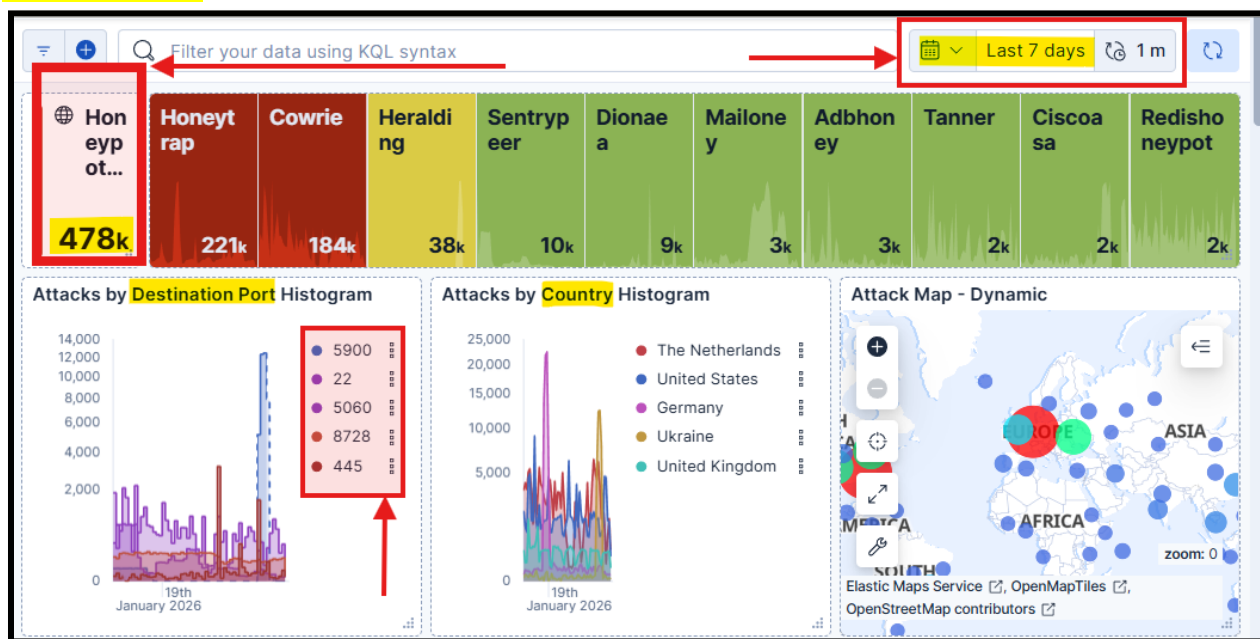 Filter your data using KQL syntax
Last 7 days
1 m
Hon
eyp
ot...
478k
Honeyt
rap
221k
Cowrie
184k
Heraldi
ng
38k
Sentryp
eer
10k
Dionae
a
9k
Mailone
y
3k
Adbhon
ey
3k
Tanner
2k
Ciscoa
sa
2k
Redisho
neypot
2k
Attacks by Destination Port Histogram
14,000
12,000
10,000
8,000
6,000
4,000
2,000
0
19th
January 2026
5900
22
5060
8728
445
Attacks by Country Histogram
25,000
20,000
15,000
10,000
5,000
0
19th
January 2026
The Netherlands
United States
Germany
Ukraine
United Kingdom
Attack Map - Dynamic
EUROPE
ASIA
AFRICA
zoom: 0
Elastic Maps Service, OpenMapTiles,
OpenStreetMap contributors